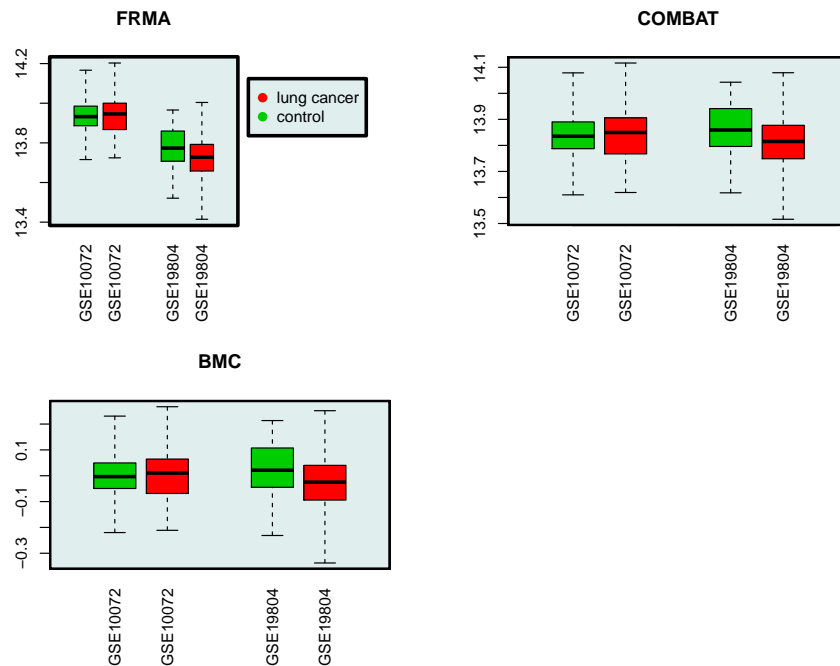 FRMA
14.2
13.8
13.4
lung cancer
control
GSE10072
GSE10072
GSE19804
GSE19804
COMBAT
14.1
13.9
13.7
13.5
GSE10072
GSE10072
GSE19804
GSE19804
BMC
0.1
−0.1
−0.3
GSE10072
GSE10072
GSE19804
GSE19804